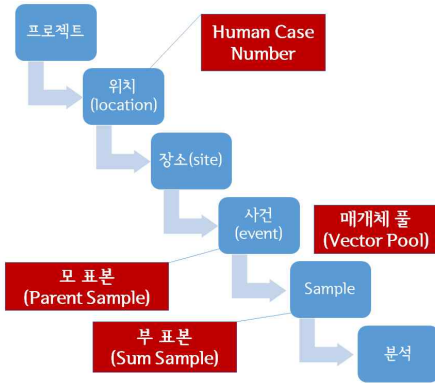 프로젝트
Human Case
Number
위치
(location)
장소(site)
사건
(event)
매개체 풀
(Vector Pool)
모 표본
(Parent Sample)
Sample
부 표본
(Sum Sample)
분석